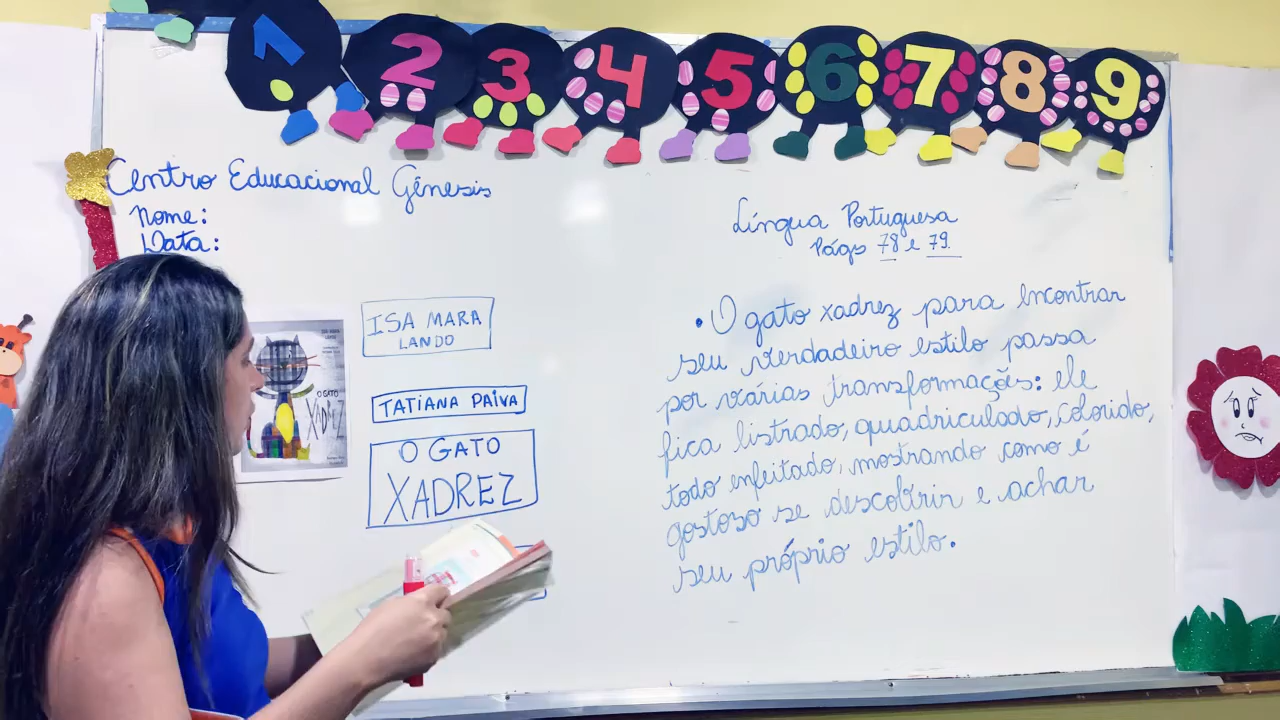 1 2 3 4 5 6 7 8 9
Centro Educacional Gênesis
Nome:
Data:
O GATO
XADREZ
ISA MARA
LANDO
TATIANA PAIVA
O GATO
XADREZ
Língua Portuguesa
Págs 78 e 79.
• O gato xadrez para encontrar
seu verdadeiro estilo passa
por várias transformações: ele
fica listrado, quadriculado, colorido,
todo enfeitado, mostrando como é
gostoso se descobrir e achar
seu próprio estilo.